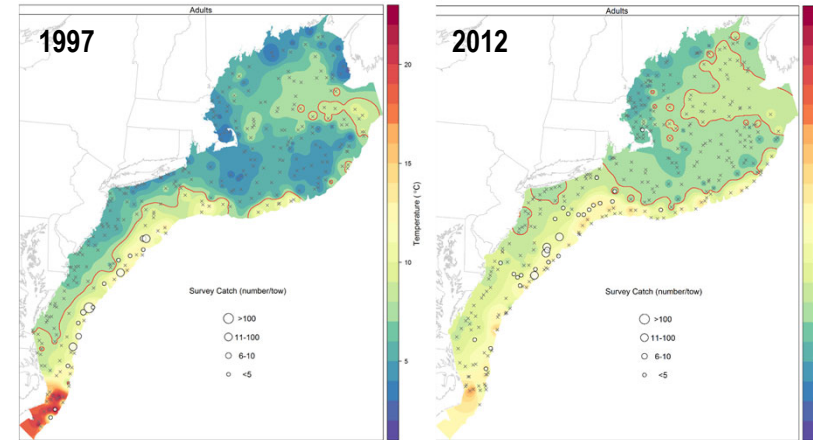 Adults
1997
20
15
10
5
Temperature (°C)
Survey Catch (number/tow)
>100
11-100
6-10
<5
Adults
2012
Survey Catch (number/tow)
>100
11-100
6-10
<5